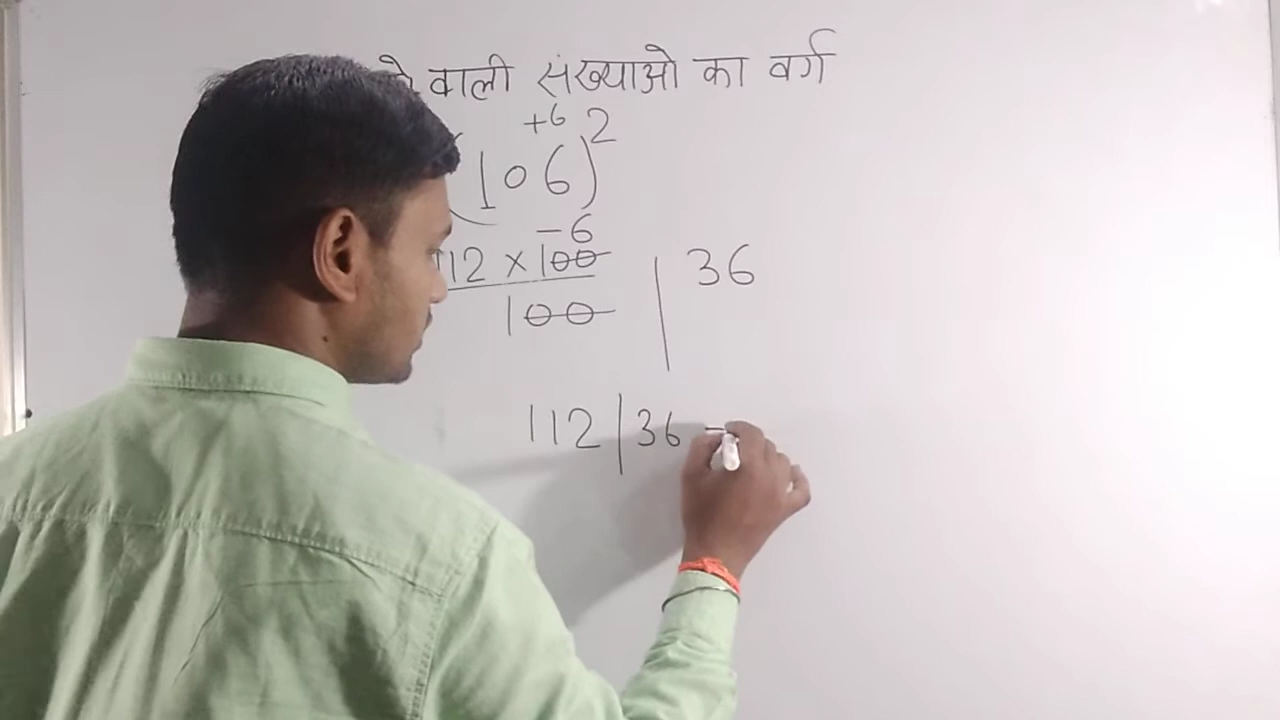 वाली संख्याओ का वर्ग
+6
(106)²
-6
112 × 100 | 36
100
112 | 36 =